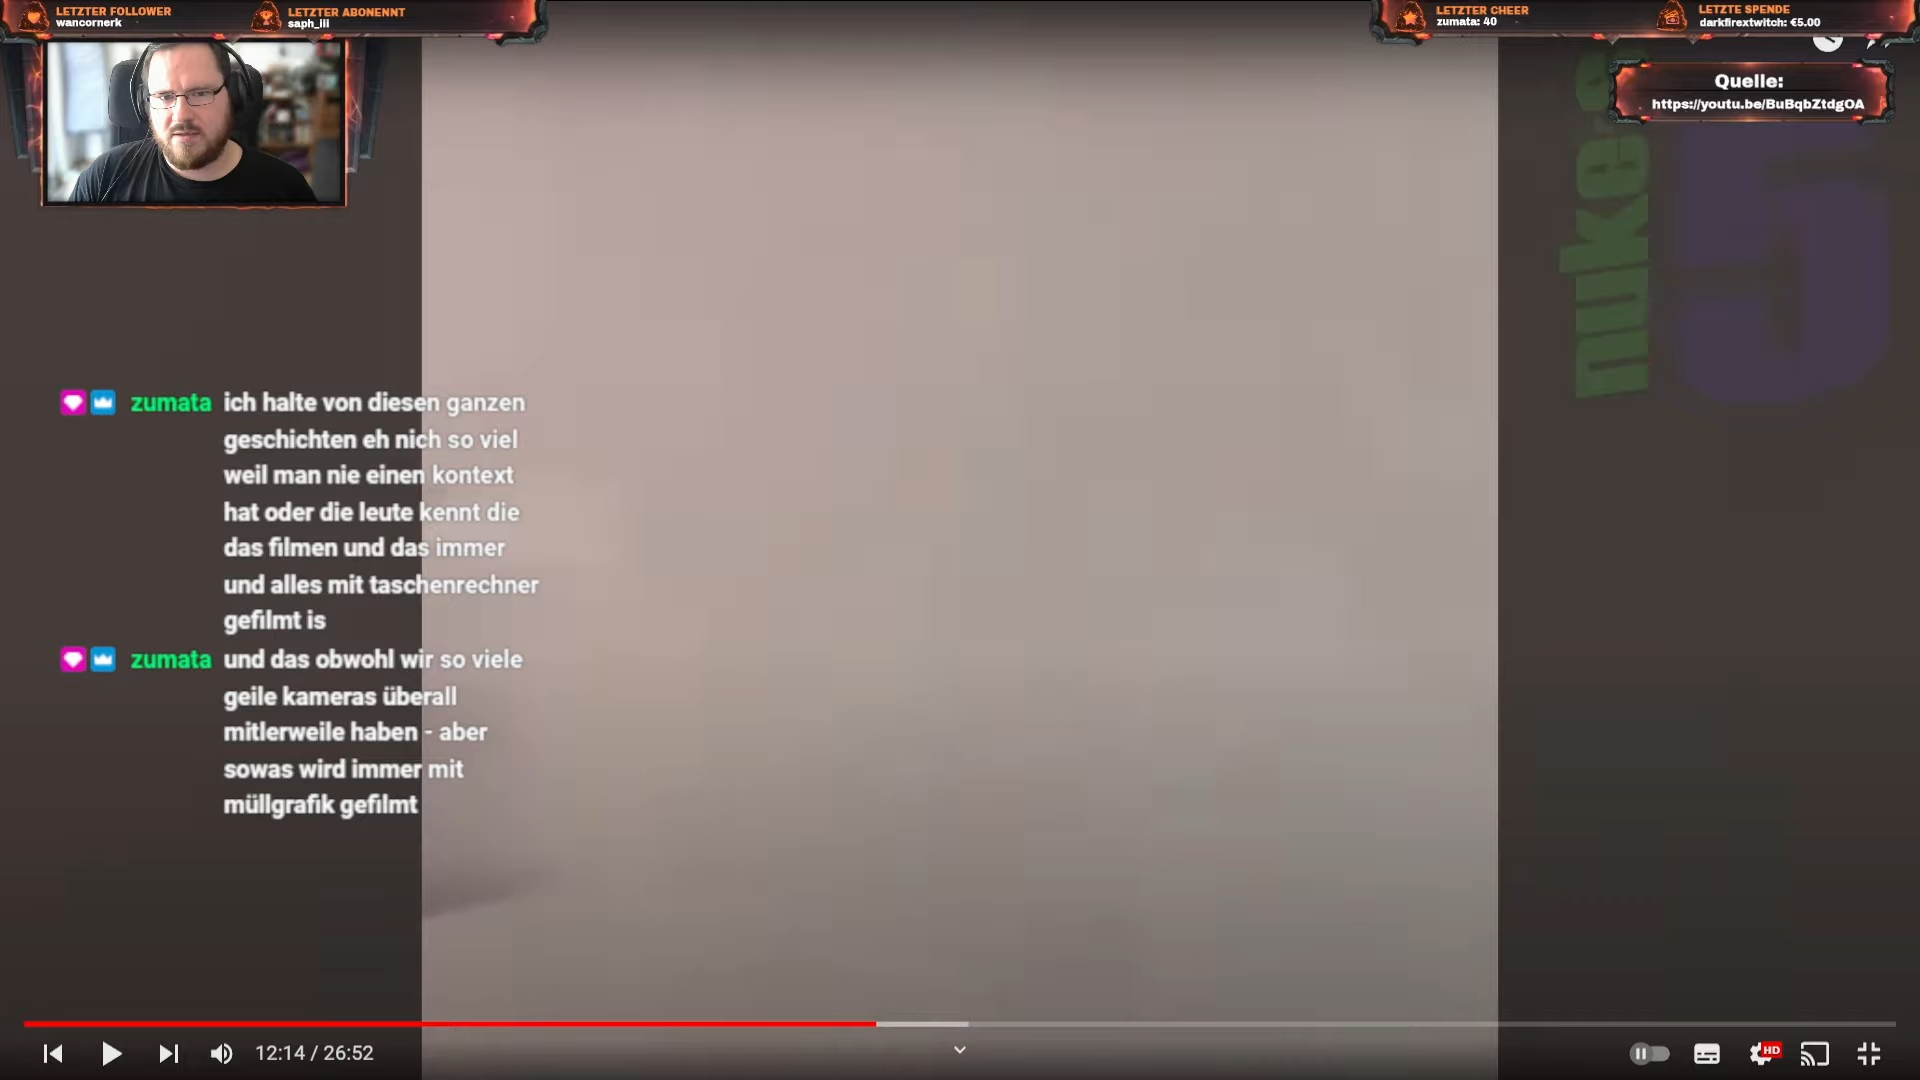 LETZTER FOLLOWER
wancornerk
LETZTER ABONENNT
saph_iii
LETZTER CHEER
zumata: 40
LETZTE SPENDE
darkfirextwitch: €5.00
Quelle:
https://youtu.be/BuBqbZtdgOA
5
zumata ich halte von diesen ganzen
geschichten eh nich so viel
weil man nie einen kontext
hat oder die leute kennt die
das filmen und das immer
und alles mit taschenrechner
gefilmt is
zumata und das obwohl wir so viele
geile kameras überall
mitlerweile haben - aber
sowas wird immer mit
müllgrafik gefilmt
12:14 / 26:52
HD